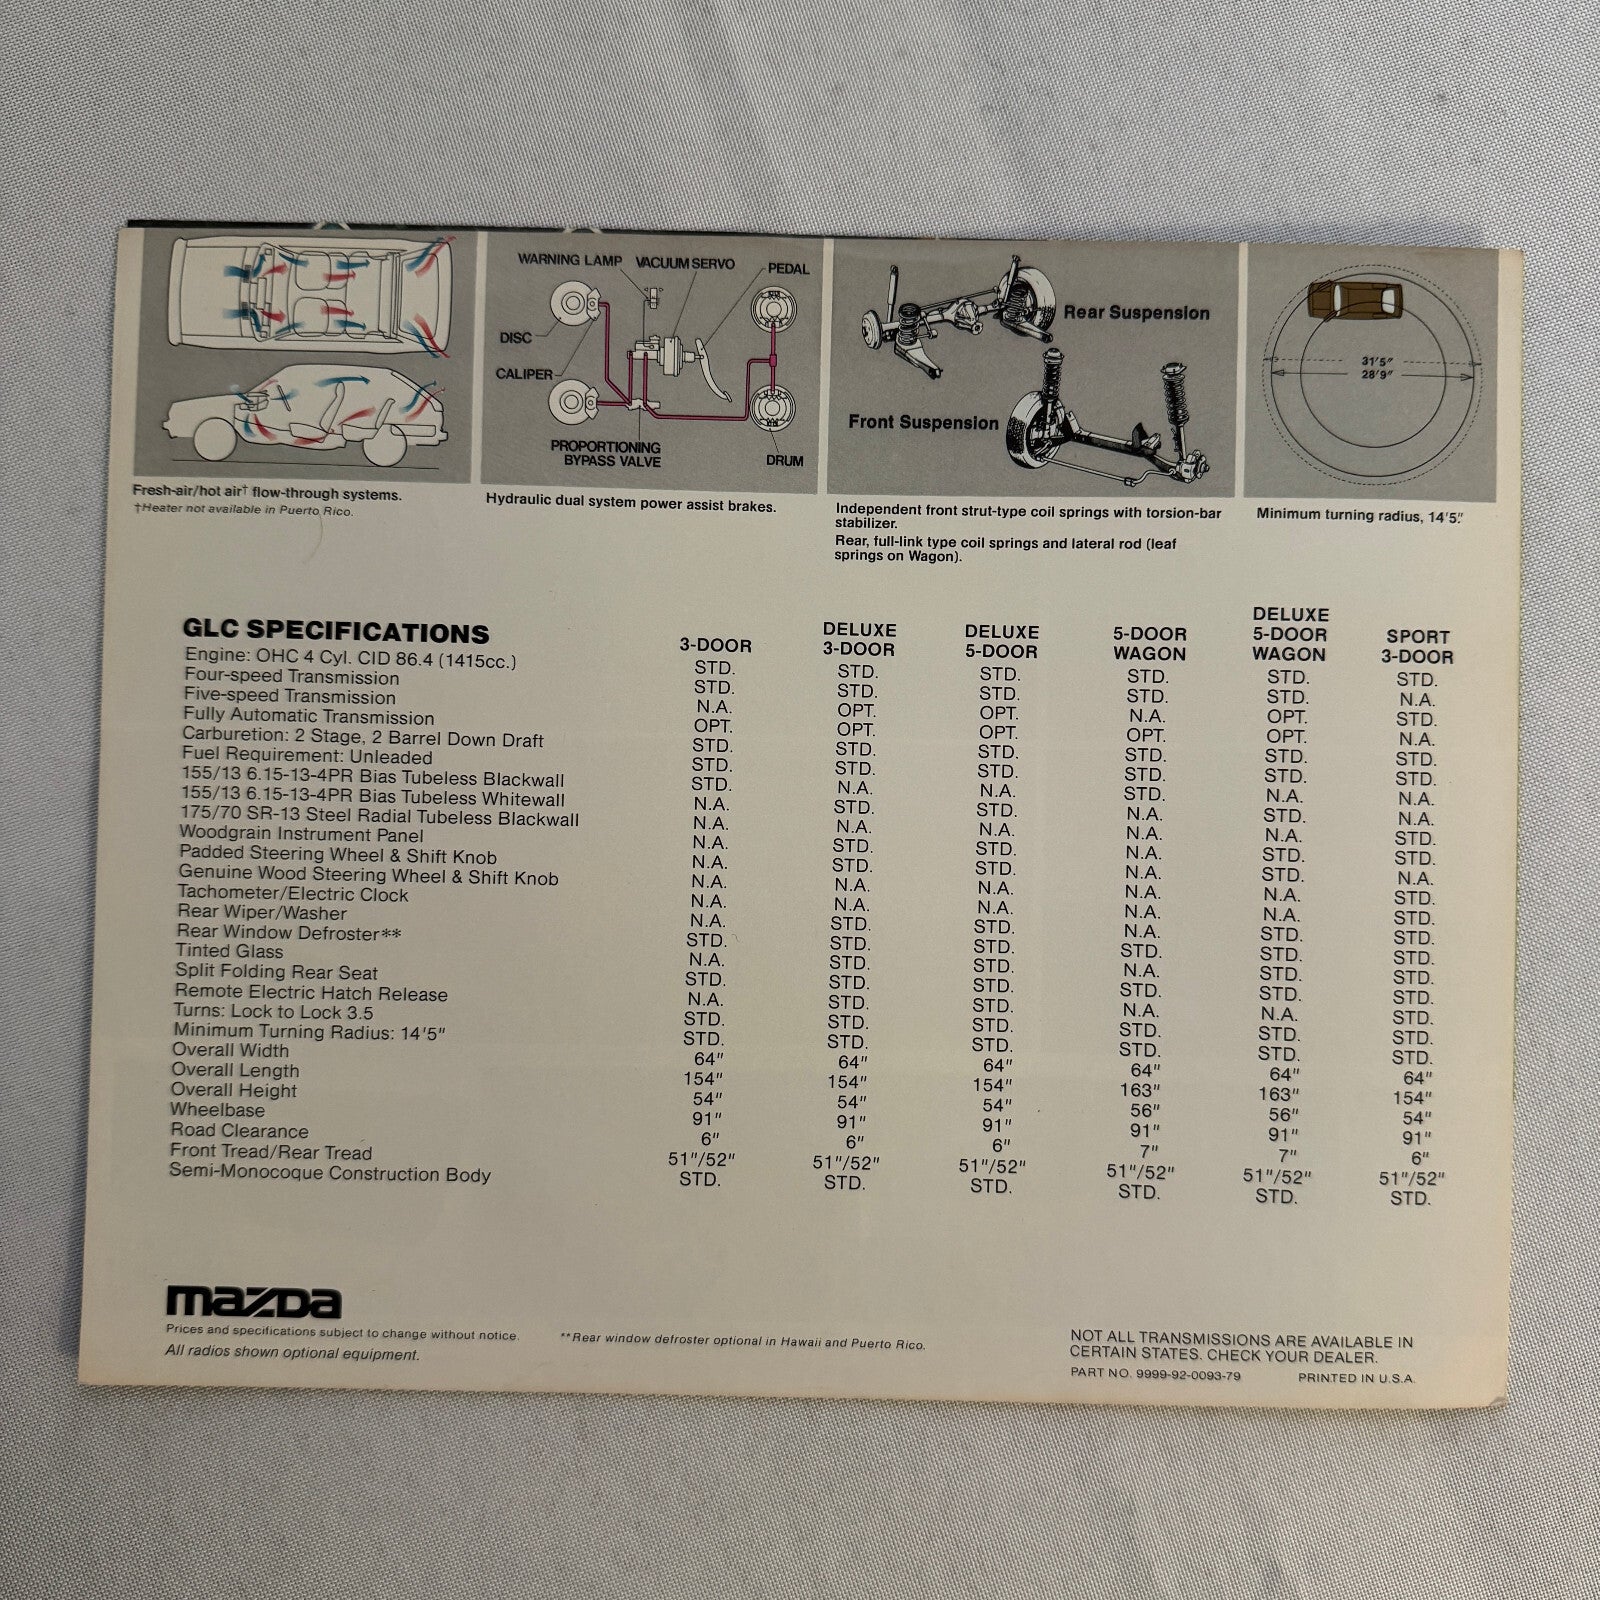 WARNING LAMP VACUUM SERVO PEDAL
DISC
CALIPER
PROPORTIONING
BYPASS VALVE
DRUM
Rear Suspension
Front Suspension
31'5"
28'9"
Fresh-air/hot air† flow-through systems.
†Heater not available in Puerto Rico.
Hydraulic dual system power assist brakes.
Independent front strut-type coil springs with torsion-bar
stabilizer.
Rear, full-link type coil springs and lateral rod (leaf
springs on Wagon).
Minimum turning radius, 14'5."
GLC SPECIFICATIONS 3-DOOR DELUXE 3-DOOR DELUXE 5-DOOR 5-DOOR WAGON DELUXE 5-DOOR WAGON SPORT 3-DOOR
Engine: OHC 4 Cyl. CID 86.4 (1415cc.) STD. STD. STD. STD. STD. STD.
Four-speed Transmission STD. STD. STD. STD. STD. N.A.
Five-speed Transmission N.A. OPT. OPT. N.A. OPT. STD.
Fully Automatic Transmission OPT. OPT. OPT. OPT. OPT. N.A.
Carburetion: 2 Stage, 2 Barrel Down Draft STD. STD. STD. STD. STD. STD.
Fuel Requirement: Unleaded STD. STD. STD. STD. STD. STD.
155/13 6.15-13-4PR Bias Tubeless Blackwall STD. N.A. N.A. STD. N.A. N.A.
155/13 6.15-13-4PR Bias Tubeless Whitewall N.A. STD. STD. N.A. STD. N.A.
175/70 SR-13 Steel Radial Tubeless Blackwall N.A. N.A. N.A. N.A. N.A. STD.
Woodgrain Instrument Panel N.A. STD. STD. N.A. STD. STD.
Padded Steering Wheel & Shift Knob N.A. STD. STD. N.A. STD. N.A.
Genuine Wood Steering Wheel & Shift Knob N.A. N.A. N.A. N.A. N.A. STD.
Tachometer/Electric Clock N.A. N.A. N.A. N.A. N.A. STD.
Rear Wiper/Washer N.A. STD. STD. N.A. STD. STD.
Rear Window Defroster** STD. STD. STD. STD. STD. STD.
Tinted Glass N.A. STD. STD. N.A. STD. STD.
Split Folding Rear Seat STD. STD. STD. STD. STD. STD.
Remote Electric Hatch Release N.A. STD. STD. N.A. N.A. STD.
Turns: Lock to Lock 3.5 STD. STD. STD. STD. STD. STD.
Minimum Turning Radius: 14'5" STD. STD. STD. STD. STD. STD.
Overall Width 64" 64" 64" 64" 64" 64"
Overall Length 154" 154" 154" 163" 163" 154"
Overall Height 54" 54" 54" 56" 56" 54"
Wheelbase 91" 91" 91" 91" 91" 91"
Road Clearance 6" 6" 6" 7" 7" 6"
Front Tread/Rear Tread 51"/52" 51"/52" 51"/52" 51"/52" 51"/52" 51"/52"
Semi-Monocoque Construction Body STD. STD. STD. STD. STD. STD.
mazda
Prices and specifications subject to change without notice.
All radios shown optional equipment.
**Rear window defroster optional in Hawaii and Puerto Rico.
NOT ALL TRANSMISSIONS ARE AVAILABLE IN
CERTAIN STATES. CHECK YOUR DEALER.
PART NO. 9999-92-0093-79 PRINTED IN U.S.A.